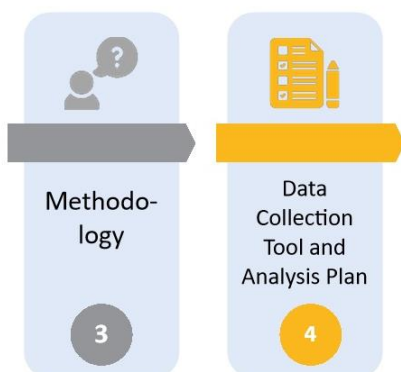 ?
Methodo-
logy
3
Data
Collection
Tool and
Analysis Plan
4